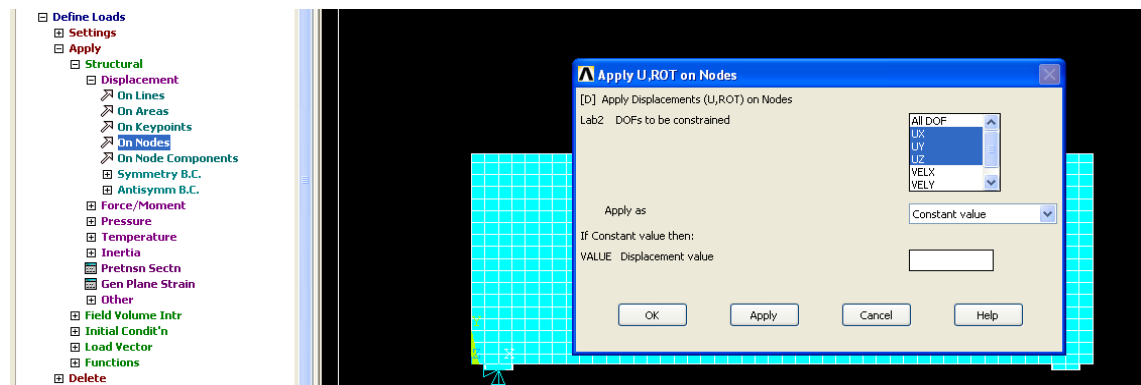 Define Loads
Settings
Apply
Structural
Displacement
On Lines
On Areas
On Keypoints
On Nodes
On Node Components
Symmetry B.C.
Antisymm B.C.
Force/Moment
Pressure
Temperature
Inertia
Pretnsn Sectn
Gen Plane Strain
Other
Field Volume Intr
Initial Condit'n
Load Vector
Functions
Delete
Apply U,ROT on Nodes
[D] Apply Displacements (U,ROT) on Nodes
Lab2 DOFs to be constrained
All DOF
UX
UY
UZ
VELX
VELY
Apply as
Constant value
If Constant value then:
VALUE Displacement value
OK Apply Cancel Help
Y
Z X